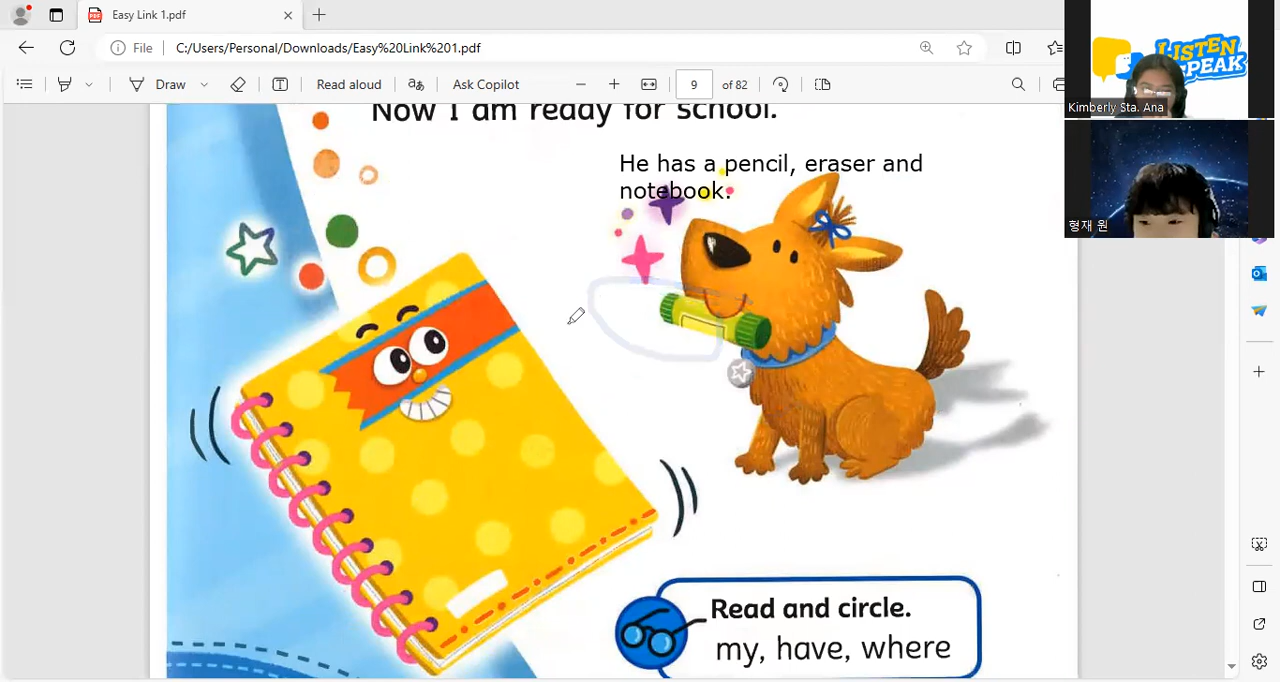 Easy Link 1.pdf
File
C:/Users/Personal/Downloads/Easy%20Link%201.pdf
Draw
Read aloud
Ask Copilot
9
of 82
LISTEN
SPEAK
Kimberly Sta. Ana
형재 원
Now I am ready for school.
He has a pencil, eraser and
notebook.
Read and circle.
my, have, where